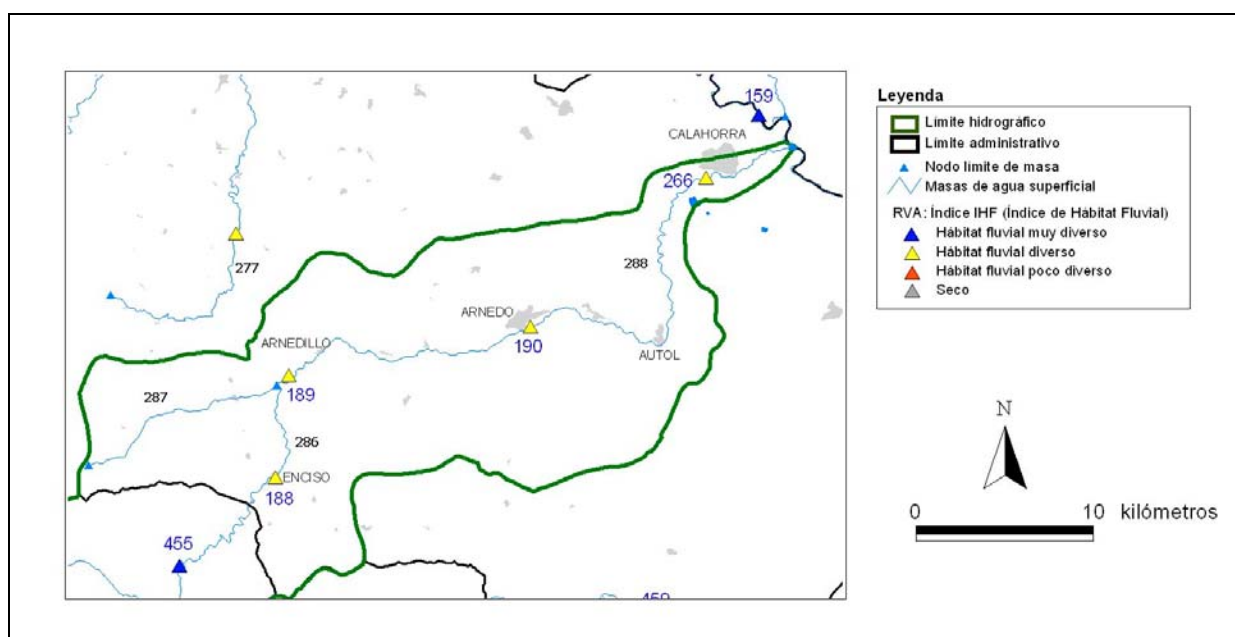 159
CALAHORRA
266
277
288
ARNEDO
ARNEDILLO
190
AUTOL
189
287
286
ENCISO
188
455
Leyenda
Límite hidrográfico
Límite administrativo
Nodo límite de masa
Masas de agua superficial
RVA: Índice IHF (Índice de Hábitat Fluvial)
Hábitat fluvial muy diverso
Hábitat fluvial diverso
Hábitat fluvial poco diverso
Seco
N
0 10 kilómetros